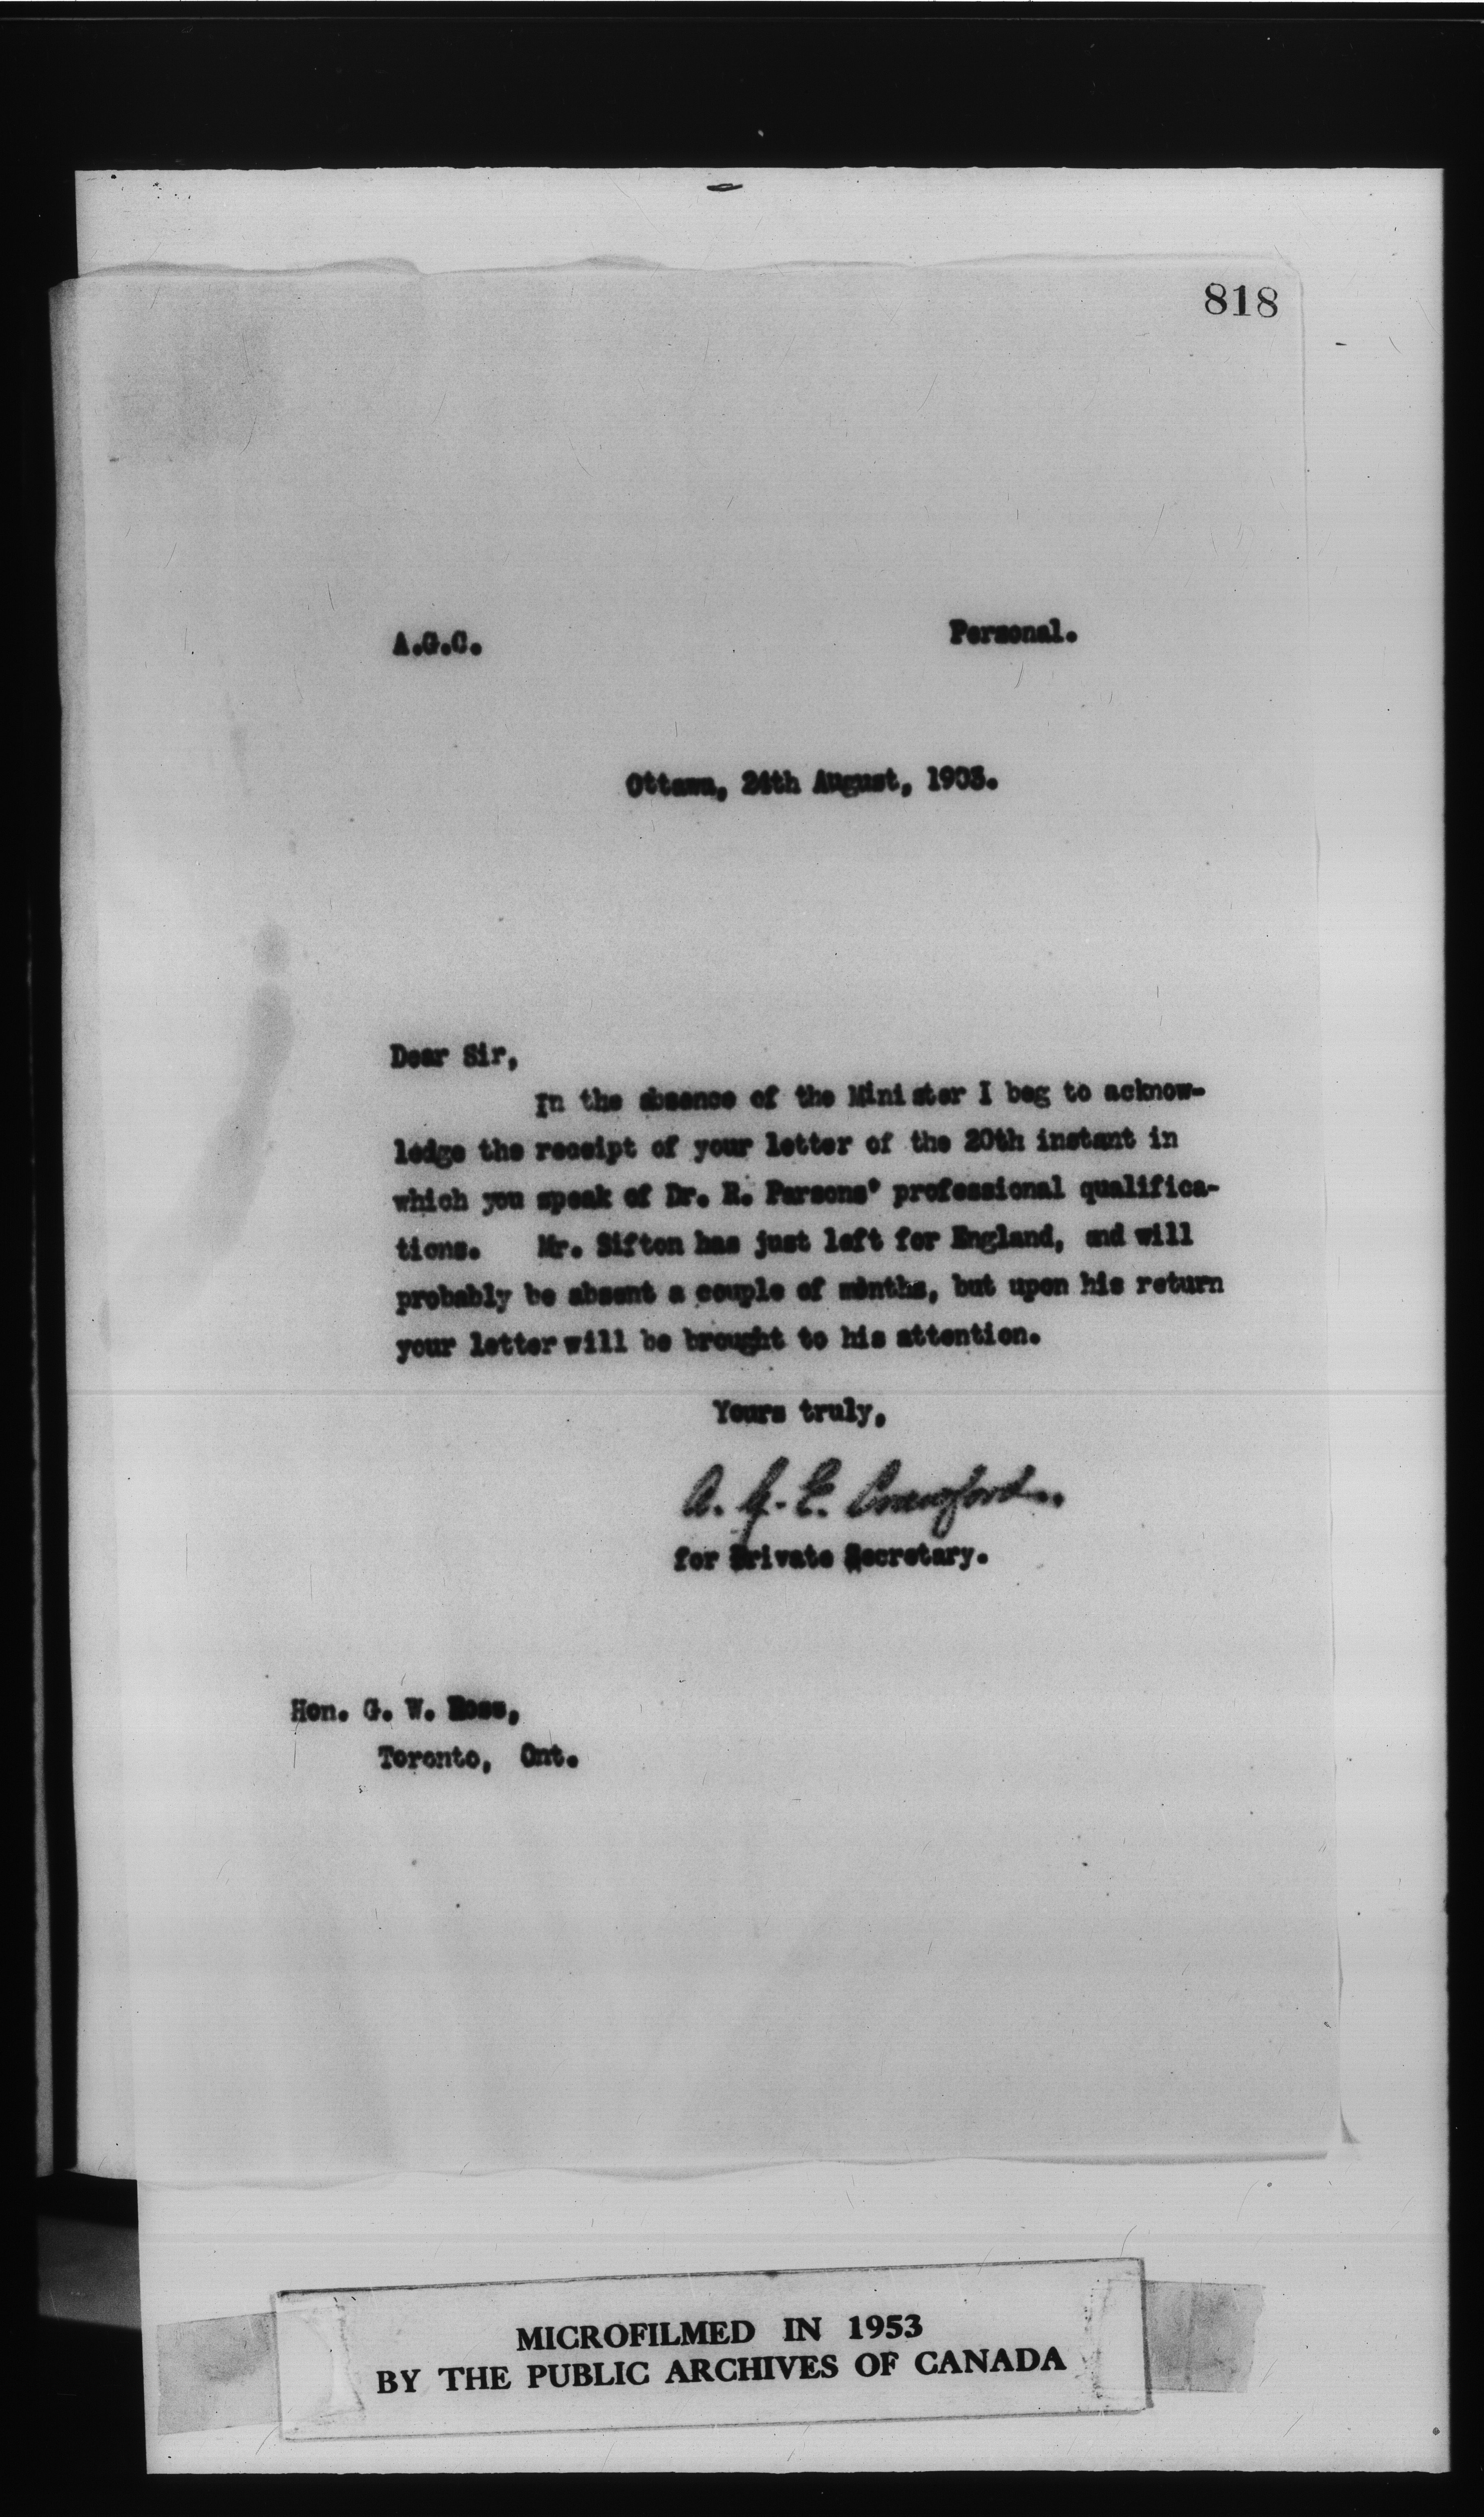 818
A.G.C. Personal.
Ottawa, 24th August, 1903.
Dear Sir,
In the absence of the Minister I beg to acknow-
ledge the receipt of your letter of the 20th instant in
which you speak of Dr. R. Parsons' professional qualifica-
tions. Mr. Sifton has just left for England, and will
probably be absent a couple of months, but upon his return
your letter will be brought to his attention.
Yours truly,
A. G. C. Crawford.
for Private Secretary.
Hon. G. W. Ross,
Toronto, Ont.
MICROFILMED IN 1953
BY THE PUBLIC ARCHIVES OF CANADA